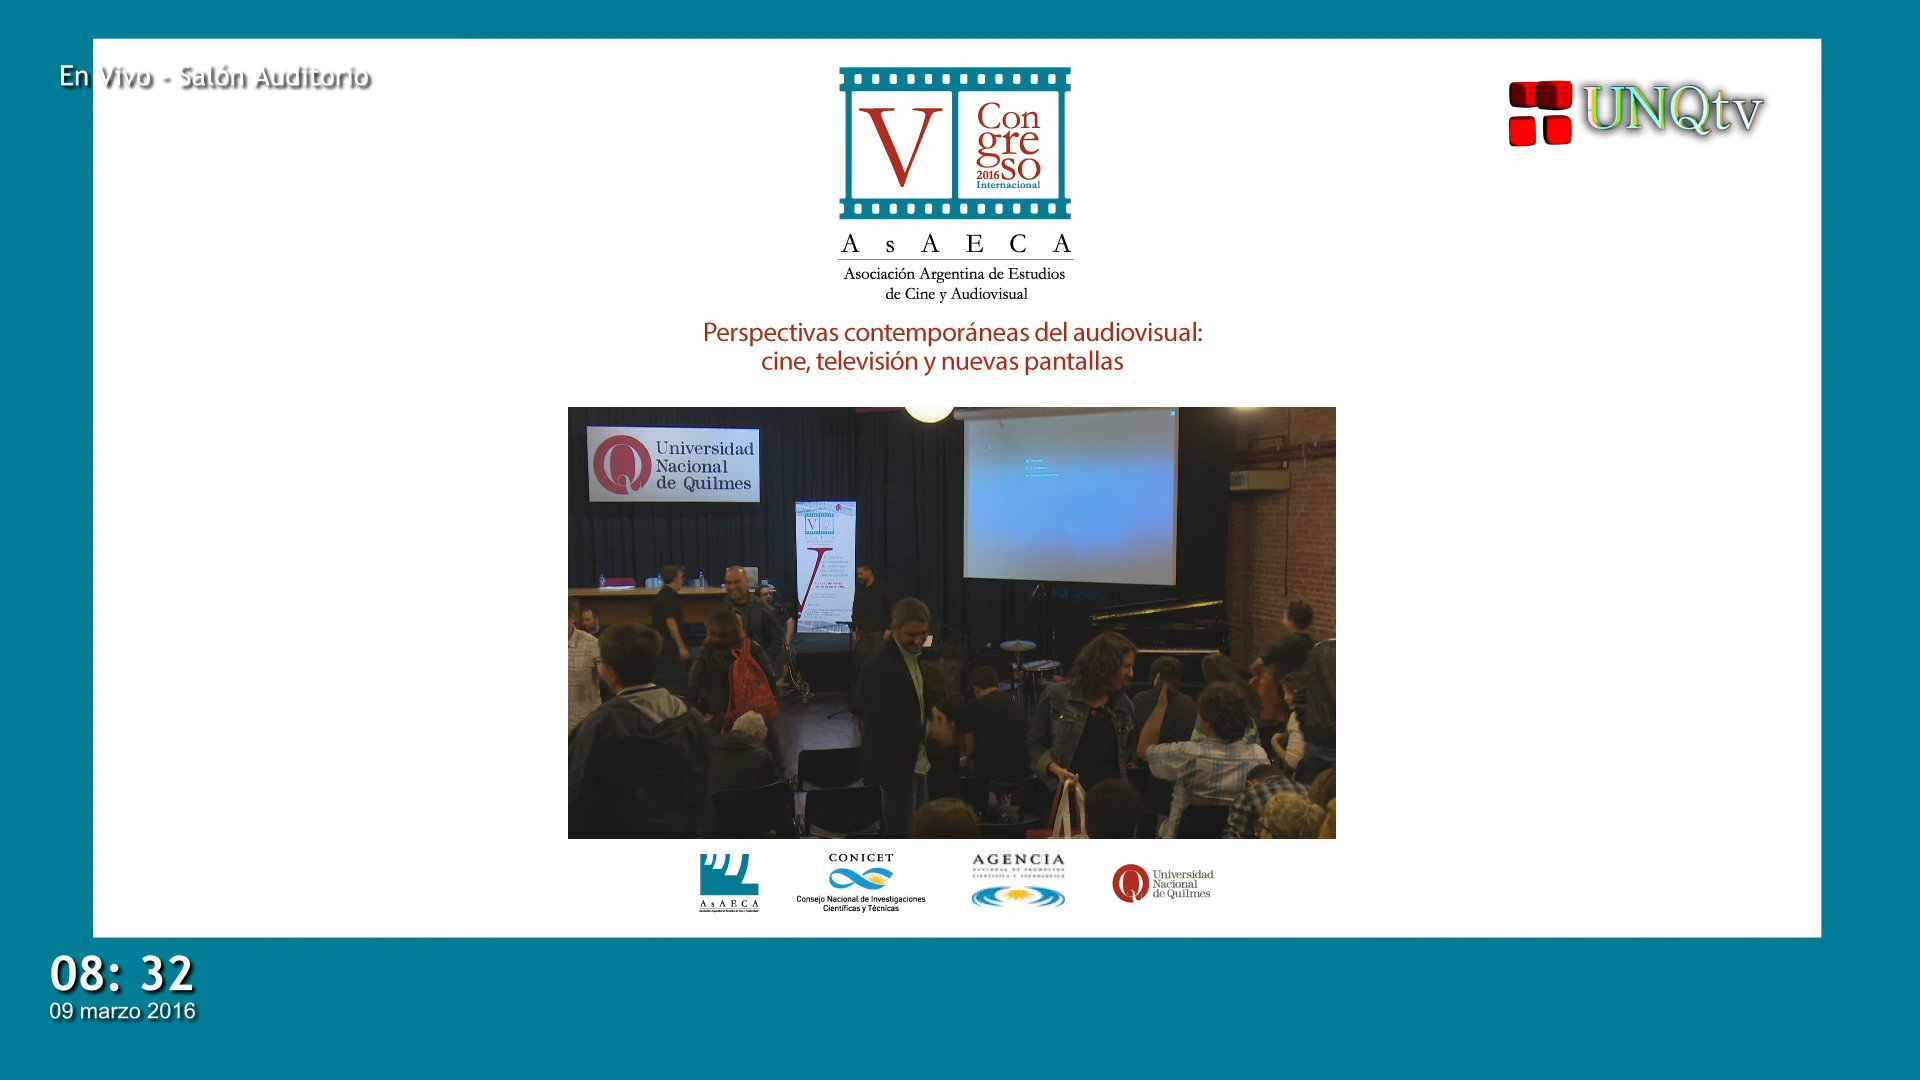 En Vivo - Salón Auditorio
UNQtv
V
Con
gre
so
2016
Internacional
A s A E C A
Asociación Argentina de Estudios
de Cine y Audiovisual
Perspectivas contemporáneas del audiovisual:
cine, televisión y nuevas pantallas
Universidad
Nacional
de Quilmes
V
AsAECA
CONICET
Consejo Nacional de Investigaciones
Científicas y Técnicas
AGENCIA
Universidad
Nacional
de Quilmes
08: 32
09 marzo 2016